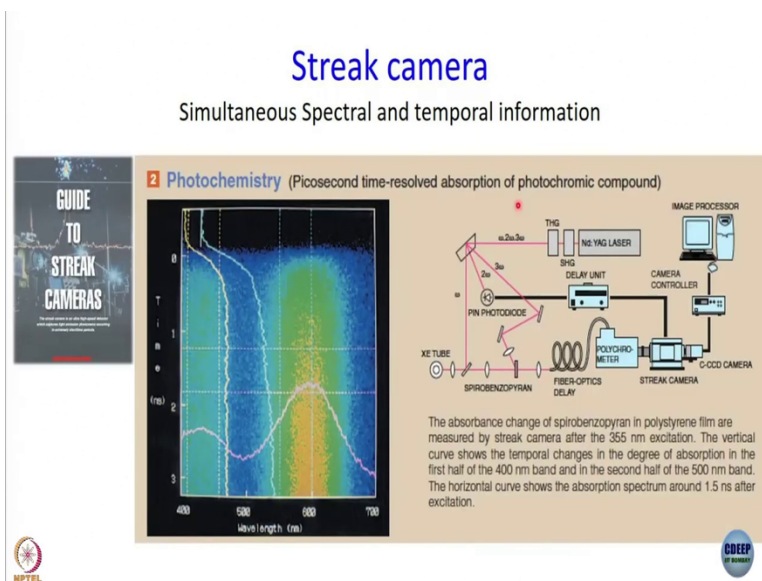 Streak camera
Simultaneous Spectral and temporal information
GUIDE
TO
STREAK
CAMERAS
2 Photochemistry (Picosecond time-resolved absorption of photochromic compound)
0
1
2
3
Time
(ns)
400 500 600 700
Wavelength (nm)
IMAGE PROCESSOR
THG
ω,2ω,3ω
Nd:YAG LASER
SHG
3ω
2ω
ω
DELAY UNIT
CAMERA
CONTROLLER
PIN PHOTODIODE
XE TUBE
POLYCHRO-
METER
C-CCD CAMERA
SPIROBENZOPYRAN
FIBER-OPTICS
DELAY
STREAK CAMERA
The absorbance change of spirobenzopyran in polystyrene film are
measured by streak camera after the 355 nm excitation. The vertical
curve shows the temporal changes in the degree of absorption in the
first half of the 400 nm band and in the second half of the 500 nm band.
The horizontal curve shows the absorption spectrum around 1.5 ns after
excitation.
NPTEL
CDEEP
IIT BOMBAY